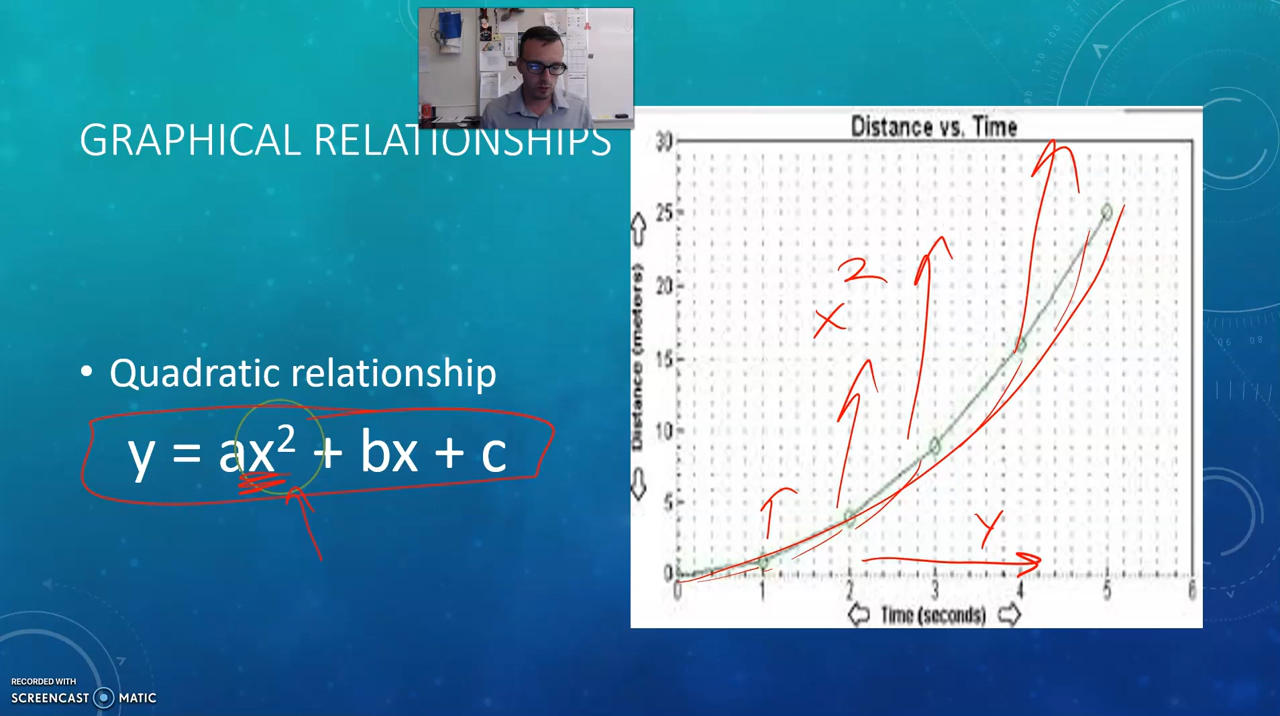 GRAPHICAL RELATIONSHIPS
• Quadratic relationship
y = ax² + bx + c
Distance vs. Time
30
25
20
15
10
5
0
Distance (meters)
0 1 2 3 4 5 6
Time (seconds)
x²
Y
RECORDED WITH
SCREENCAST MATIC